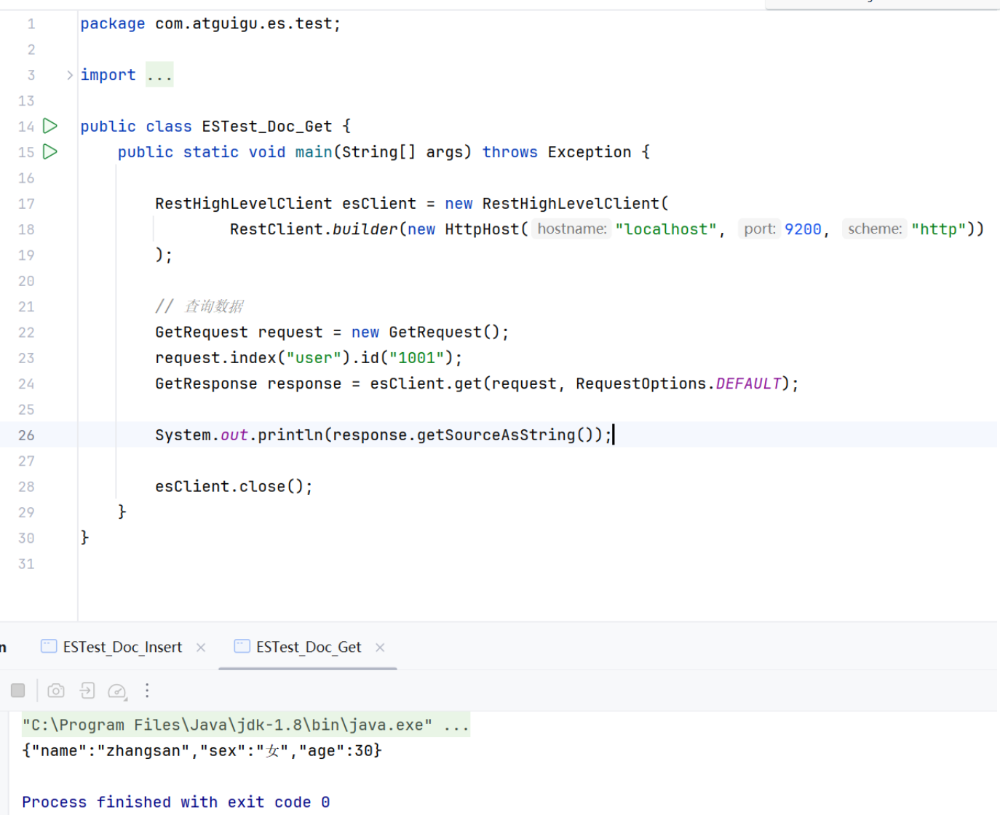 1 package com.atguigu.es.test;
2
3 import ...
13
14 public class ESTest_Doc_Get {
15 public static void main(String[] args) throws Exception {
16
17 RestHighLevelClient esClient = new RestHighLevelClient(
18 RestClient.builder(new HttpHost( hostname: "localhost", port: 9200, scheme: "http"))
19 );
20
21 // 查询数据
22 GetRequest request = new GetRequest();
23 request.index("user").id("1001");
24 GetResponse response = esClient.get(request, RequestOptions.DEFAULT);
25
26 System.out.println(response.getSourceAsString());
27
28 esClient.close();
29 }
30 }
31
n ESTest_Doc_Insert ESTest_Doc_Get
"C:\Program Files\Java\jdk-1.8\bin\java.exe" ...
{"name":"zhangsan","sex":"女","age":30}
Process finished with exit code 0